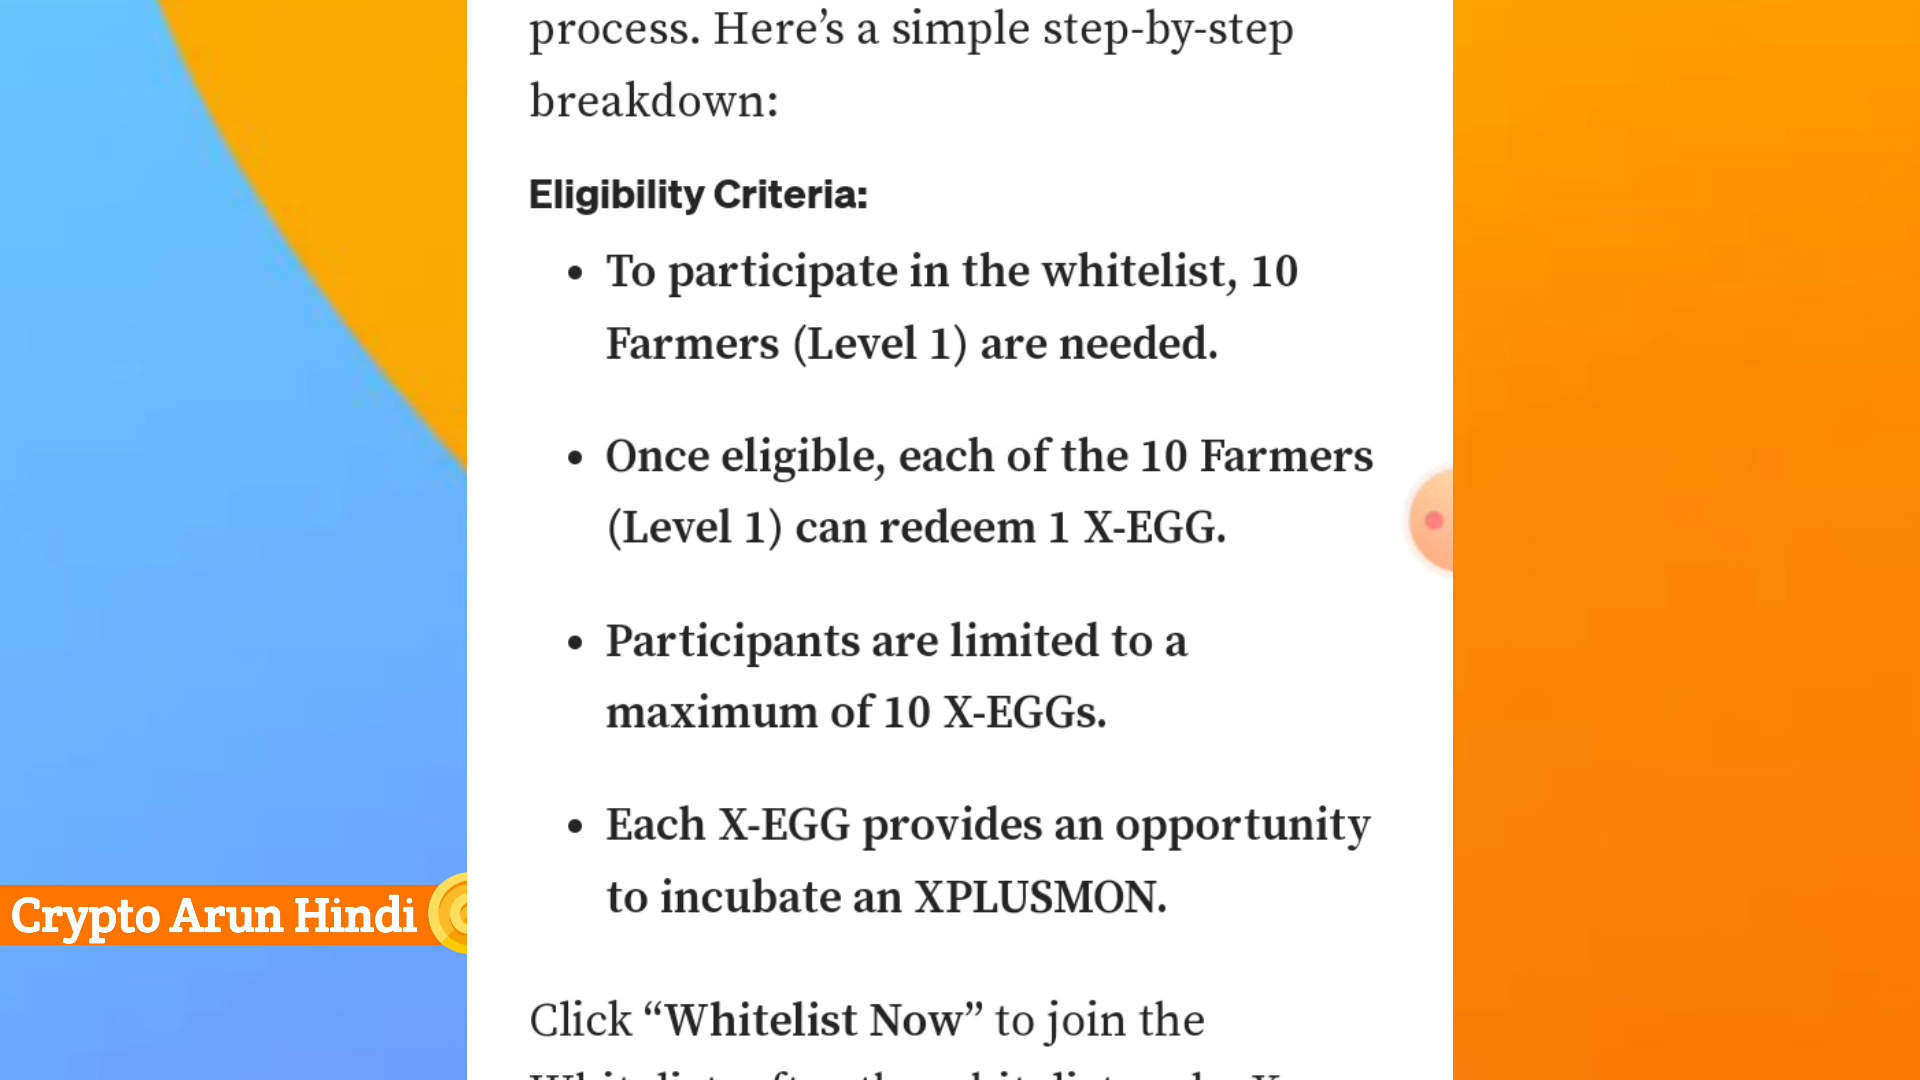 process. Here’s a simple step-by-step
breakdown:
Eligibility Criteria:
• To participate in the whitelist, 10
Farmers (Level 1) are needed.
• Once eligible, each of the 10 Farmers
(Level 1) can redeem 1 X-EGG.
• Participants are limited to a
maximum of 10 X-EGGs.
• Each X-EGG provides an opportunity
to incubate an XPLUSMON.
Click “Whitelist Now” to join the
Crypto Arun Hindi